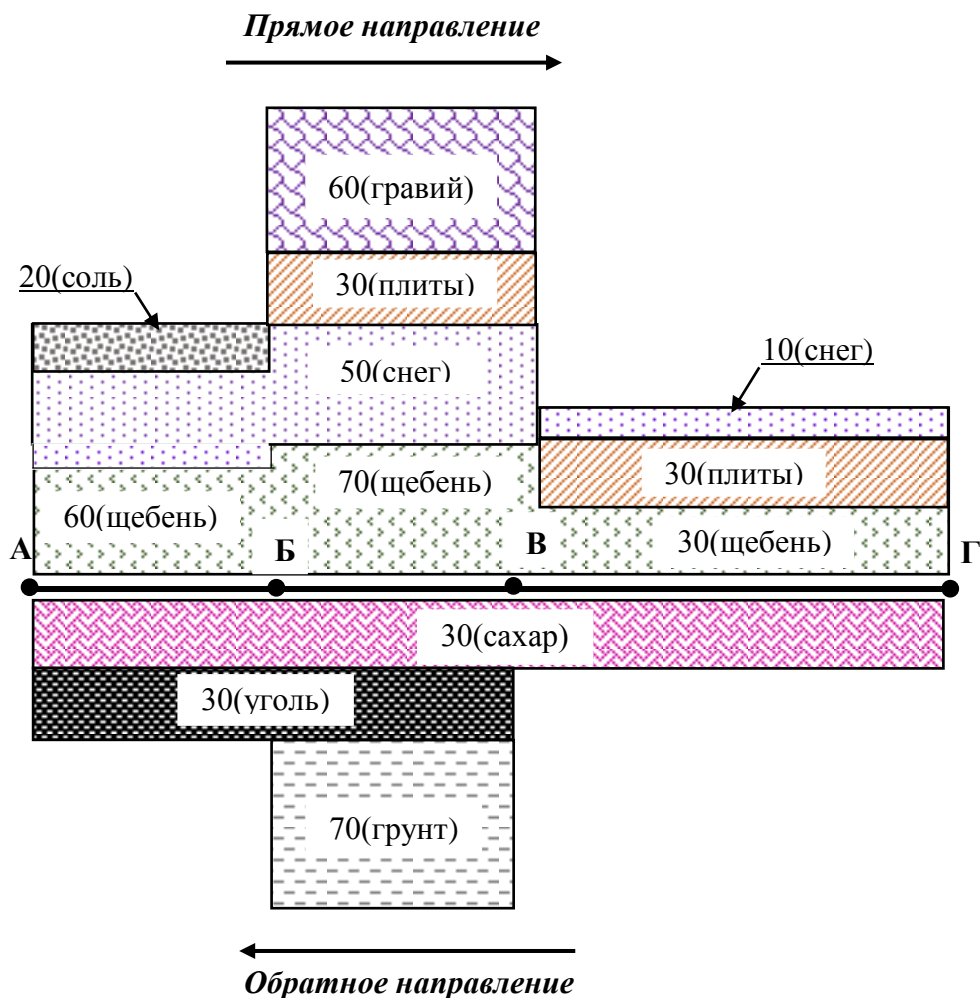 Прямое направление
60(гравий)
20(соль)
30(плиты)
10(снег)
50(снег)
30(плиты)
70(щебень)
60(щебень)
30(щебень)
А
Б
В
Г
30(сахар)
30(уголь)
70(грунт)
Обратное направление